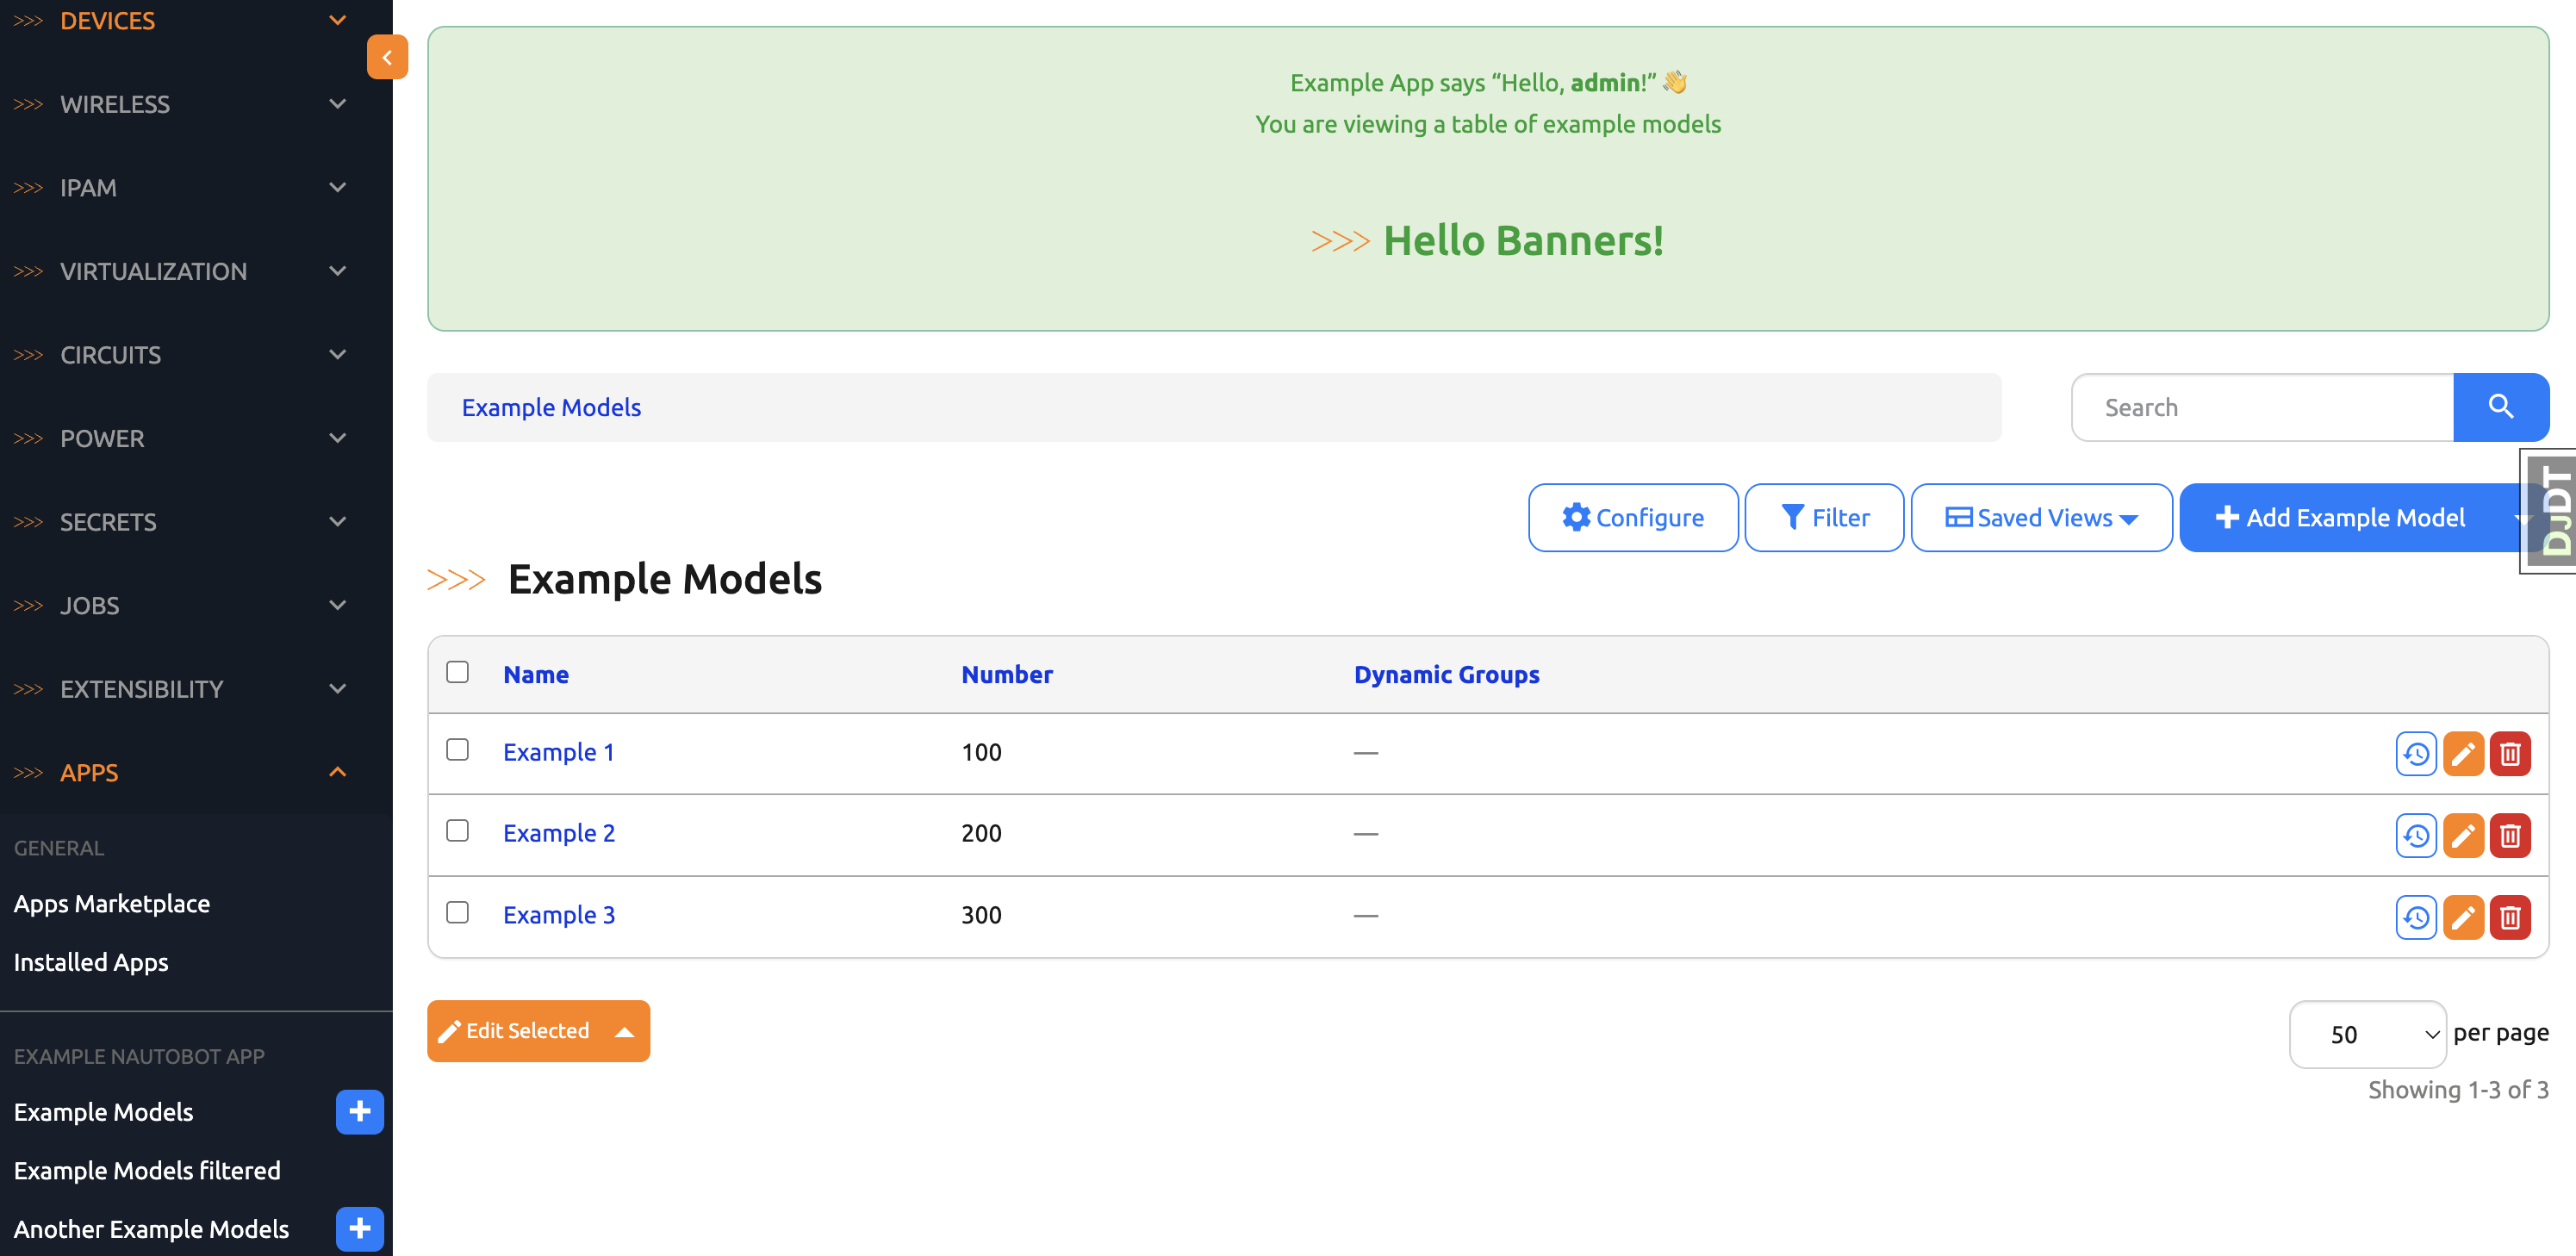 >>> DEVICES
>>> WIRELESS
>>> IPAM
>>> VIRTUALIZATION
>>> CIRCUITS
>>> POWER
>>> SECRETS
>>> JOBS
>>> EXTENSIBILITY
>>> APPS
GENERAL
Apps Marketplace
Installed Apps
EXAMPLE NAUTOBOT APP
Example Models
Example Models filtered
Another Example Models
Example App says “Hello, admin!” 👋
You are viewing a table of example models
>>> Hello Banners!
Example Models
Search
Configure
Filter
Saved Views
Add Example Model
DJDT
>>> Example Models
Name Number Dynamic Groups
Example 1 100 —
Example 2 200 —
Example 3 300 —
Edit Selected
50 per page
Showing 1-3 of 3